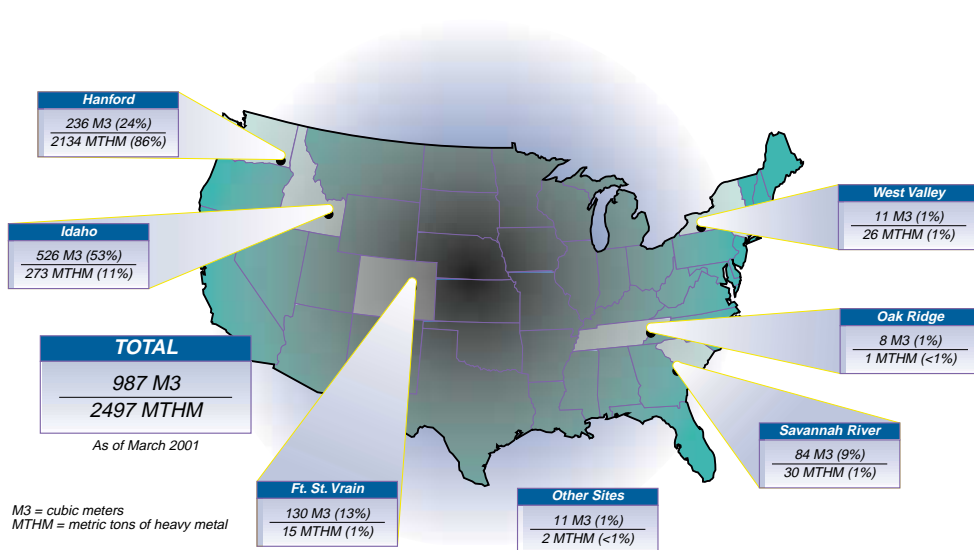 Hanford
236 M3 (24%)
2134 MTHM (86%)
Idaho
526 M3 (53%)
273 MTHM (11%)
TOTAL
987 M3
2497 MTHM
As of March 2001
M3 = cubic meters
MTHM = metric tons of heavy metal
Ft. St. Vrain
130 M3 (13%)
15 MTHM (1%)
Other Sites
11 M3 (1%)
2 MTHM (<1%)
West Valley
11 M3 (1%)
26 MTHM (1%)
Oak Ridge
8 M3 (1%)
1 MTHM (<1%)
Savannah River
84 M3 (9%)
30 MTHM (1%)